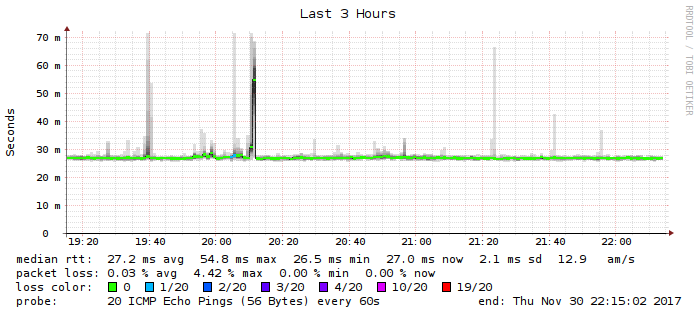 Last 3 Hours
RRDTOOL / TOBI OETIKER
Seconds
70 m
60 m
50 m
40 m
30 m
20 m
10 m
0
19:20 19:40 20:00 20:20 20:40 21:00 21:20 21:40 22:00
median rtt: 27.2 ms avg 54.8 ms max 26.5 ms min 27.0 ms now 2.1 ms sd 12.9 am/s
packet loss: 0.03 % avg 4.42 % max 0.00 % min 0.00 % now
loss color: 0 1/20 2/20 3/20 4/20 10/20 19/20
probe: 20 ICMP Echo Pings (56 Bytes) every 60s end: Thu Nov 30 22:15:02 2017